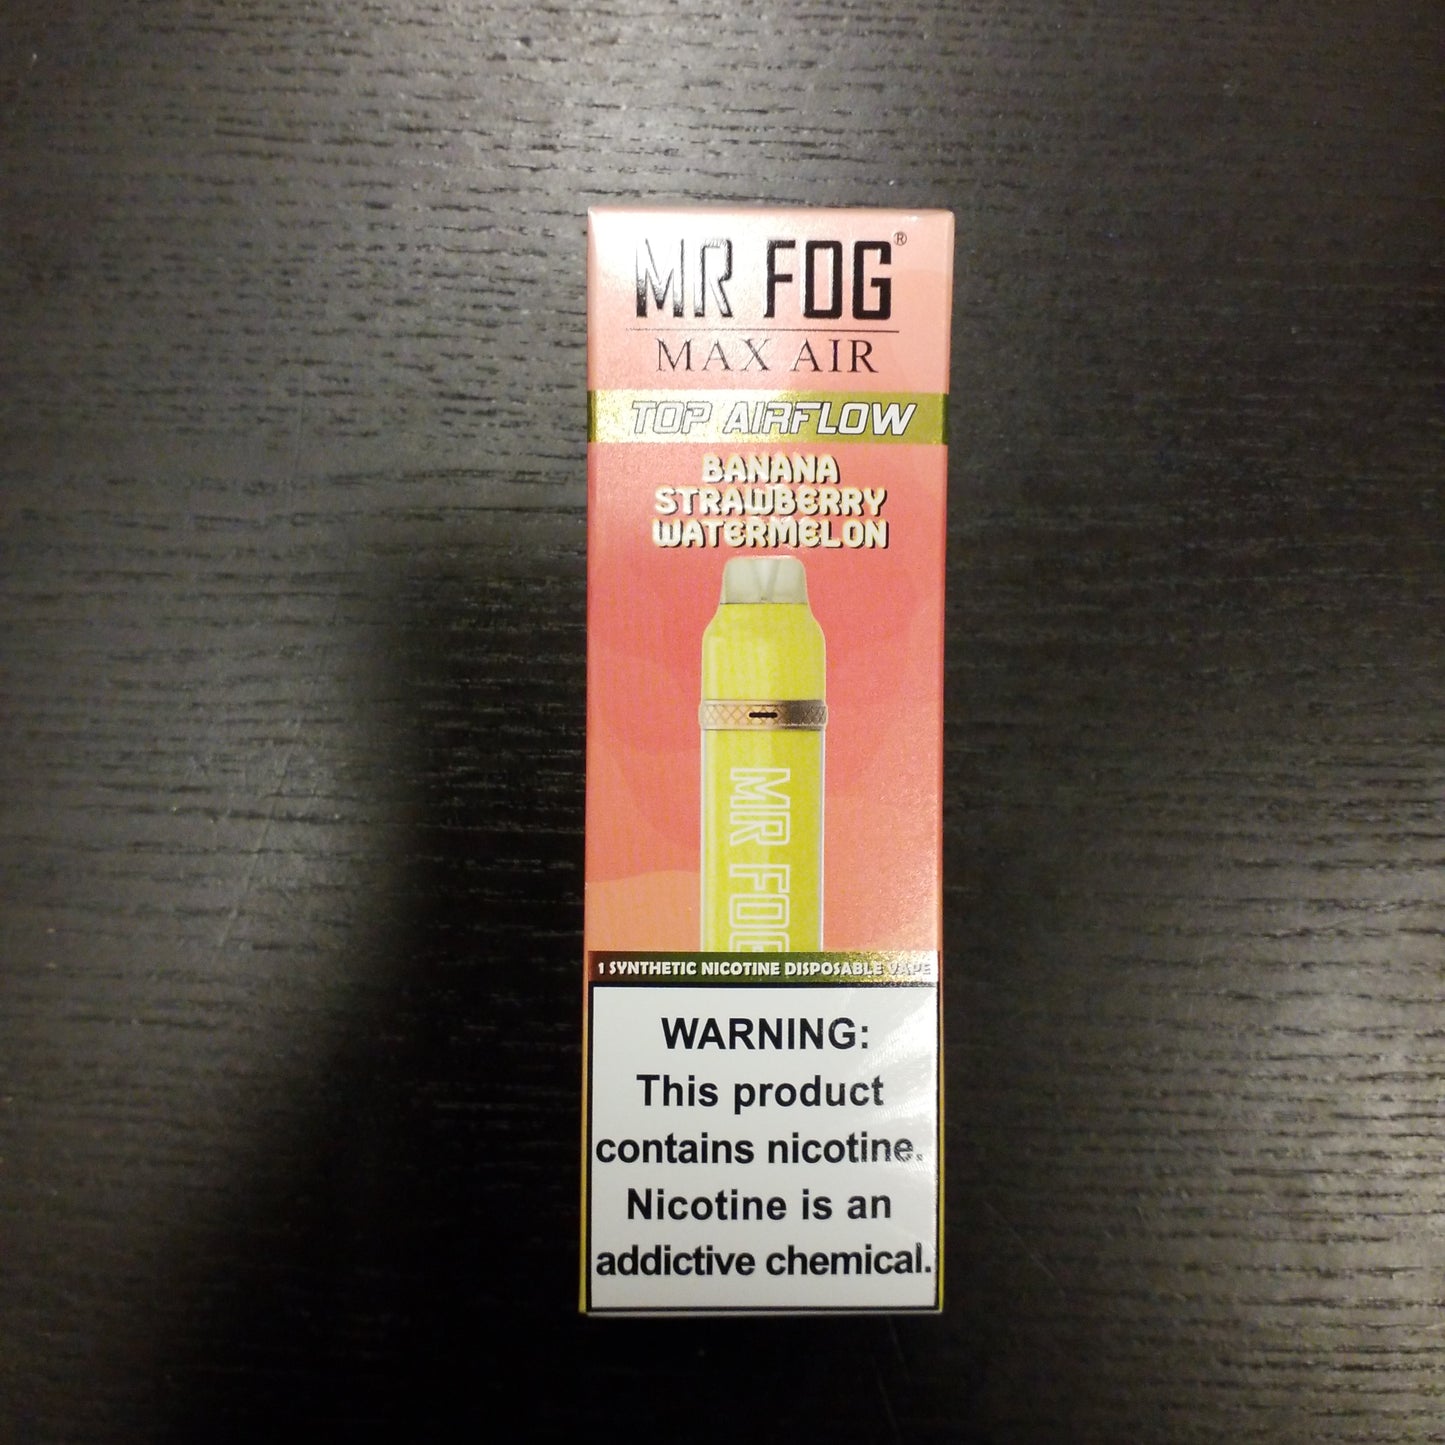 MR FOG®
MAX AIR
TOP AIRFLOW
BANANA
STRAWBERRY
WATERMELON
MR FOG
1 SYNTHETIC NICOTINE DISPOSABLE VAPE
WARNING:
This product
contains nicotine.
Nicotine is an
addictive chemical.